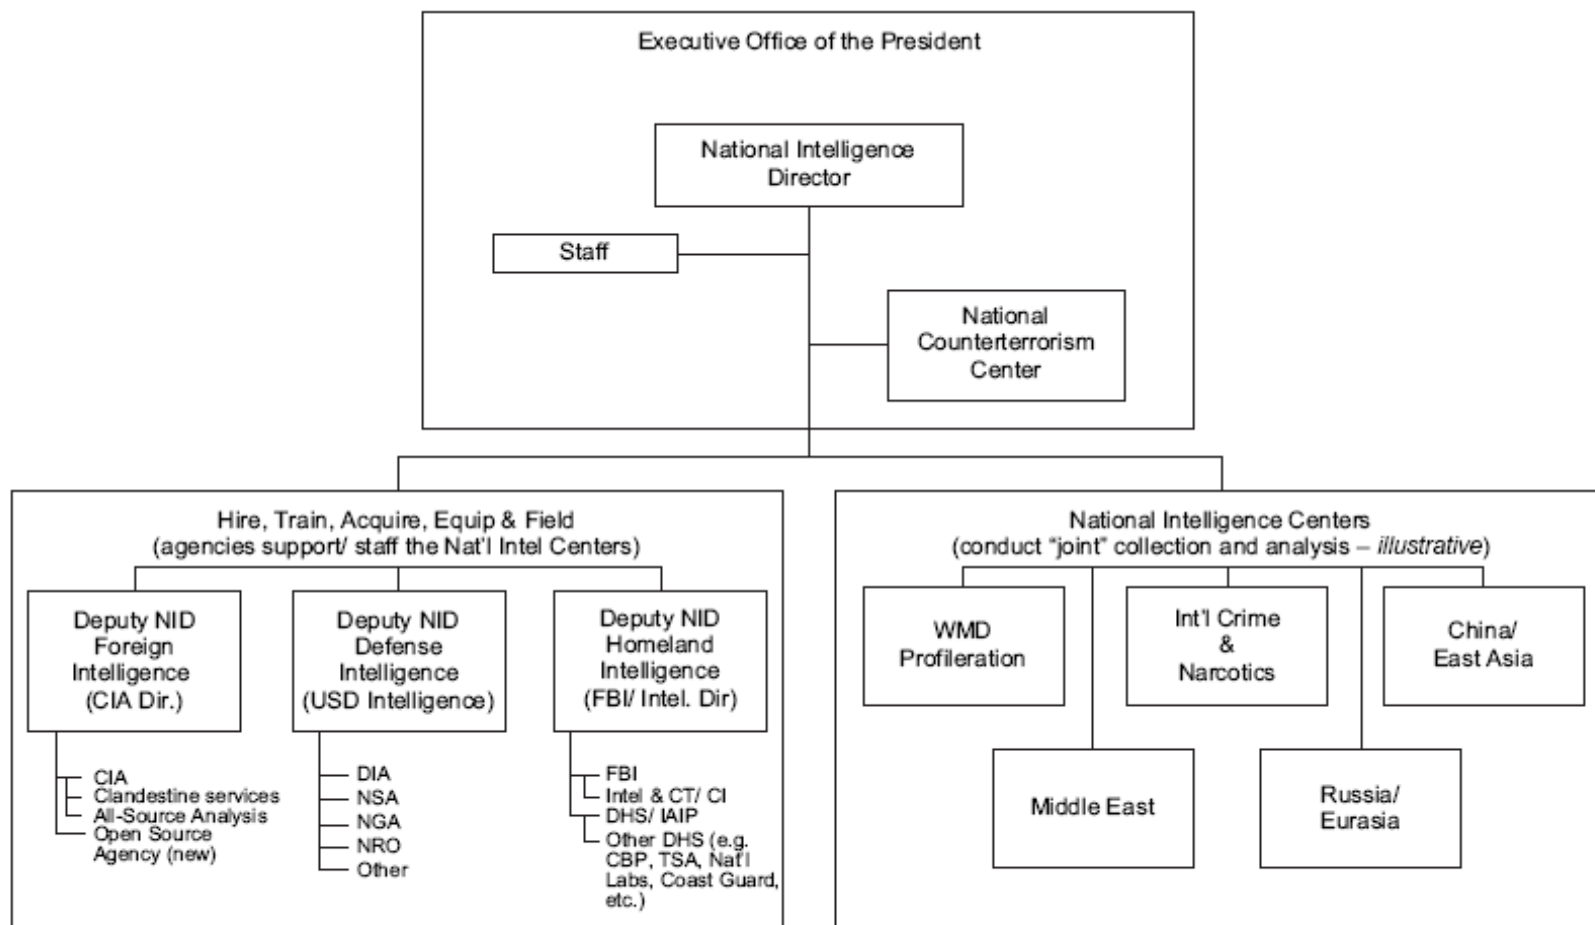 Executive Office of the President
National Intelligence
Director
Staff
National
Counterterrorism
Center
Hire, Train, Acquire, Equip & Field
(agencies support/ staff the Nat'l Intel Centers)
Deputy NID
Foreign
Intelligence
(CIA Dir.)
CIA
Clandestine services
All-Source Analysis
Open Source
Agency (new)
Deputy NID
Defense
Intelligence
(USD Intelligence)
DIA
NSA
NGA
NRO
Other
Deputy NID
Homeland
Intelligence
(FBI/ Intel. Dir)
FBI
Intel & CT/ CI
DHS/ IAIP
Other DHS (e.g.
CBP, TSA, Nat'l
Labs, Coast Guard,
etc.)
National Intelligence Centers
(conduct "joint" collection and analysis – illustrative)
WMD
Profileration
Int'l Crime
&
Narcotics
China/
East Asia
Middle East
Russia/
Eurasia